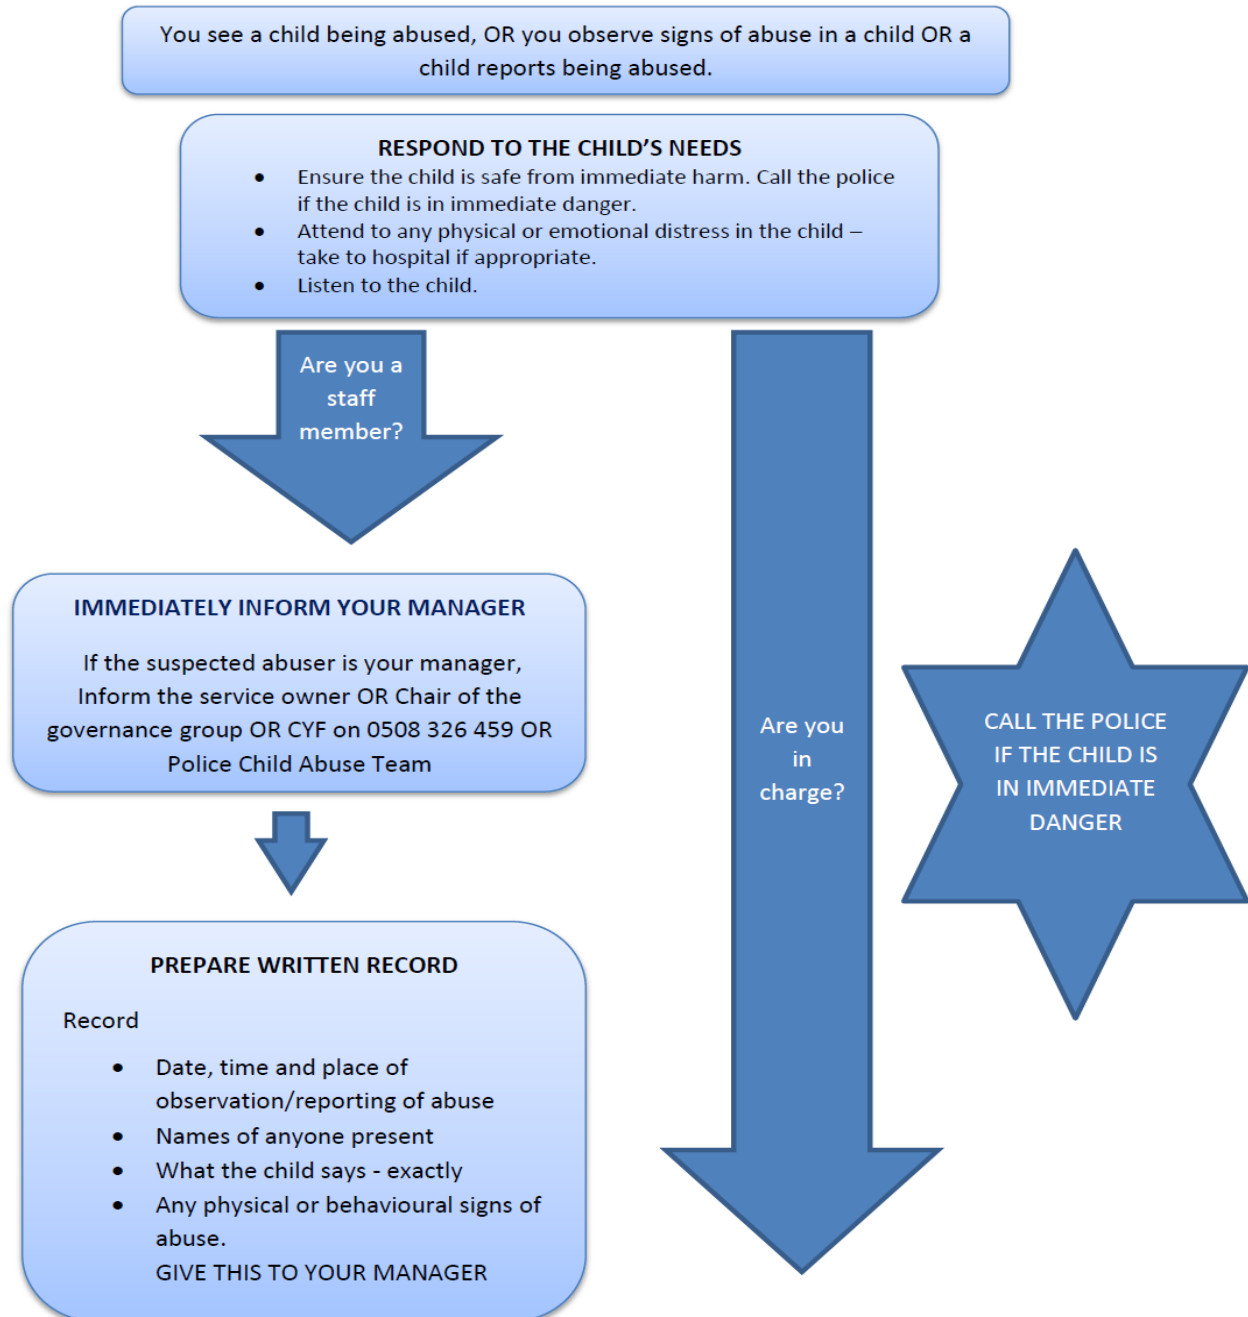 You see a child being abused, OR you observe signs of abuse in a child OR a
child reports being abused.
RESPOND TO THE CHILD’S NEEDS
• Ensure the child is safe from immediate harm. Call the police
if the child is in immediate danger.
• Attend to any physical or emotional distress in the child –
take to hospital if appropriate.
• Listen to the child.
Are you a
staff
member?
IMMEDIATELY INFORM YOUR MANAGER
If the suspected abuser is your manager,
Inform the service owner OR Chair of the
governance group OR CYF on 0508 326 459 OR
Police Child Abuse Team
PREPARE WRITTEN RECORD
Record
• Date, time and place of
observation/reporting of abuse
• Names of anyone present
• What the child says - exactly
• Any physical or behavioural signs of
abuse.
GIVE THIS TO YOUR MANAGER
Are you
in
charge?
CALL THE POLICE
IF THE CHILD IS
IN IMMEDIATE
DANGER